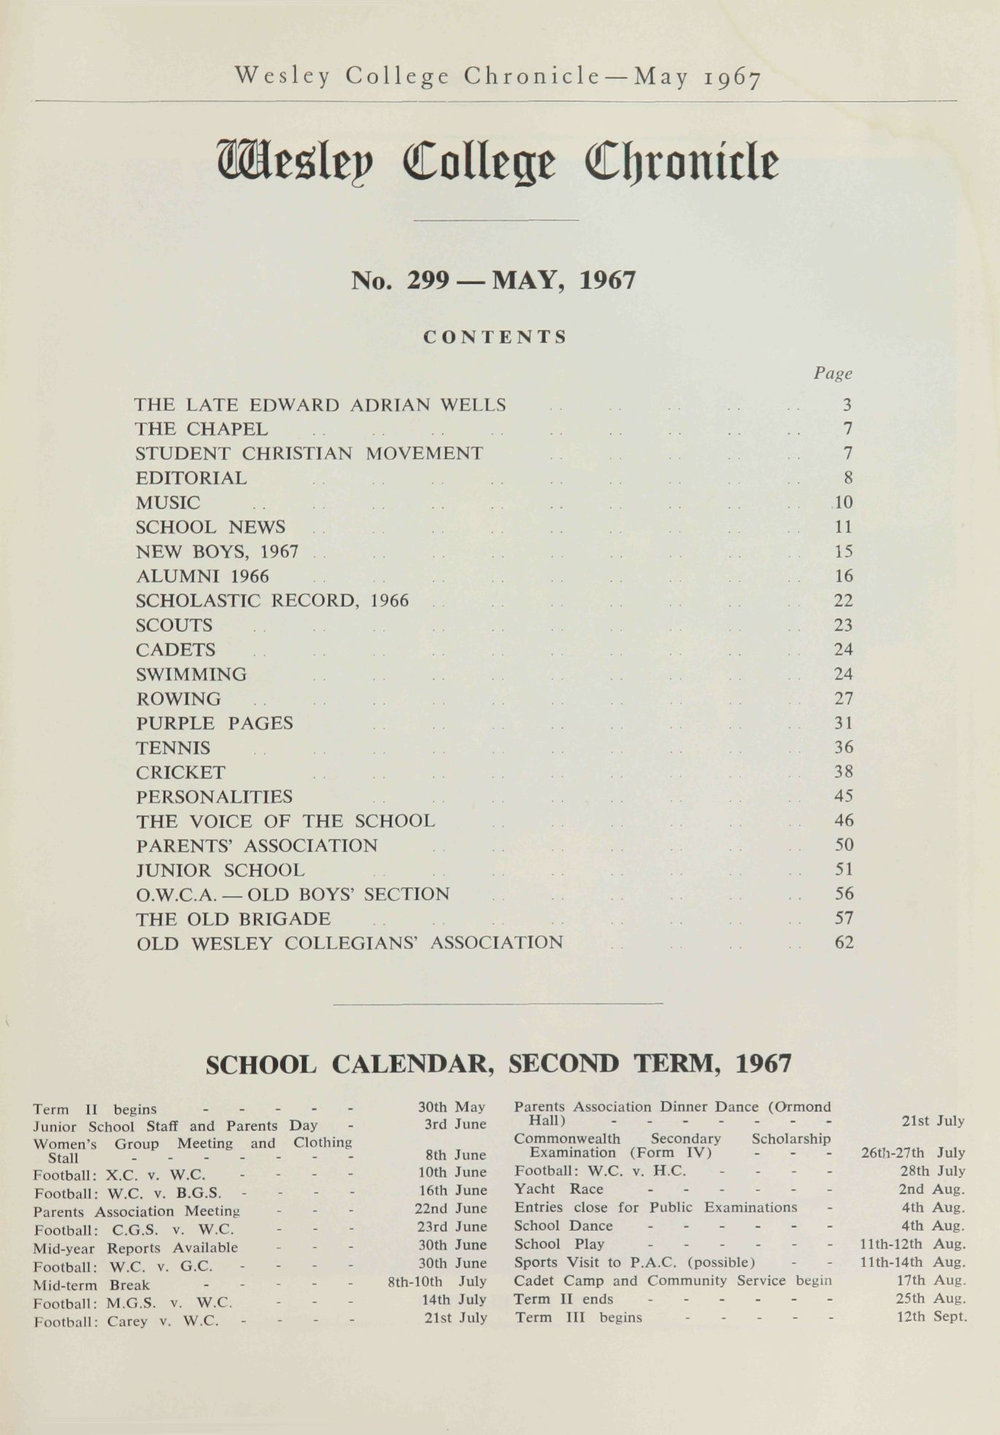 Wesley College Chronicle—May 1967
Wesley College Chronicle
No. 299 — MAY, 1967
CONTENTS
Page
THE LATE EDWARD ADRIAN WELLS .. .. .. .. .. 3
THE CHAPEL .. .. .. .. .. .. .. .. .. 7
STUDENT CHRISTIAN MOVEMENT .. .. .. .. 7
EDITORIAL .. .. .. .. .. .. .. .. .. 8
MUSIC .. .. .. .. .. .. .. .. .. .. 10
SCHOOL NEWS .. .. .. .. .. .. .. .. .. 11
NEW BOYS, 1967 .. .. .. .. .. .. .. .. .. 15
ALUMNI 1966 .. .. .. .. .. .. .. .. .. 16
SCHOLASTIC RECORD, 1966 .. .. .. .. .. .. .. 22
SCOUTS .. .. .. .. .. .. .. .. .. .. 23
CADETS .. .. .. .. .. .. .. .. .. .. 24
SWIMMING .. .. .. .. .. .. .. .. .. 24
ROWING .. .. .. .. .. .. .. .. .. .. 27
PURPLE PAGES .. .. .. .. .. .. .. .. 31
TENNIS .. .. .. .. .. .. .. .. .. .. 36
CRICKET .. .. .. .. .. .. .. .. .. 38
PERSONALITIES .. .. .. .. .. .. .. .. 45
THE VOICE OF THE SCHOOL .. .. .. .. .. .. 46
PARENTS' ASSOCIATION .. .. .. .. .. .. .. 50
JUNIOR SCHOOL .. .. .. .. .. .. .. .. 51
O.W.C.A. — OLD BOYS' SECTION .. .. .. .. .. .. 56
THE OLD BRIGADE .. .. .. .. .. .. .. .. 57
OLD WESLEY COLLEGIANS' ASSOCIATION .. .. .. .. 62
SCHOOL CALENDAR, SECOND TERM, 1967
Term II begins - - - - - 30th May
Junior School Staff and Parents Day - 3rd June
Women's Group Meeting and Clothing
Stall - - - - - - - 8th June
Football: X.C. v. W.C. - - - - 10th June
Football: W.C. v. B.G.S. - - - - 16th June
Parents Association Meeting - - - 22nd June
Football: C.G.S. v. W.C. - - - 23rd June
Mid-year Reports Available - - - 30th June
Football: W.C. v. G.C. - - - - 30th June
Mid-term Break - - - - - 8th-10th July
Football: M.G.S. v. W.C. - - - 14th July
Football: Carey v. W.C. - - - - 21st July
Parents Association Dinner Dance (Ormond
Hall) - - - - - - - 21st July
Commonwealth Secondary Scholarship
Examination (Form IV) - - - 26th-27th July
Football: W.C. v. H.C. - - - - 28th July
Yacht Race - - - - - - 2nd Aug.
Entries close for Public Examinations - 4th Aug.
School Dance - - - - - - 4th Aug.
School Play - - - - - - 11th-12th Aug.
Sports Visit to P.A.C. (possible) - - 11th-14th Aug.
Cadet Camp and Community Service begin 17th Aug.
Term II ends - - - - - - 25th Aug.
Term III begins - - - - - 12th Sept.